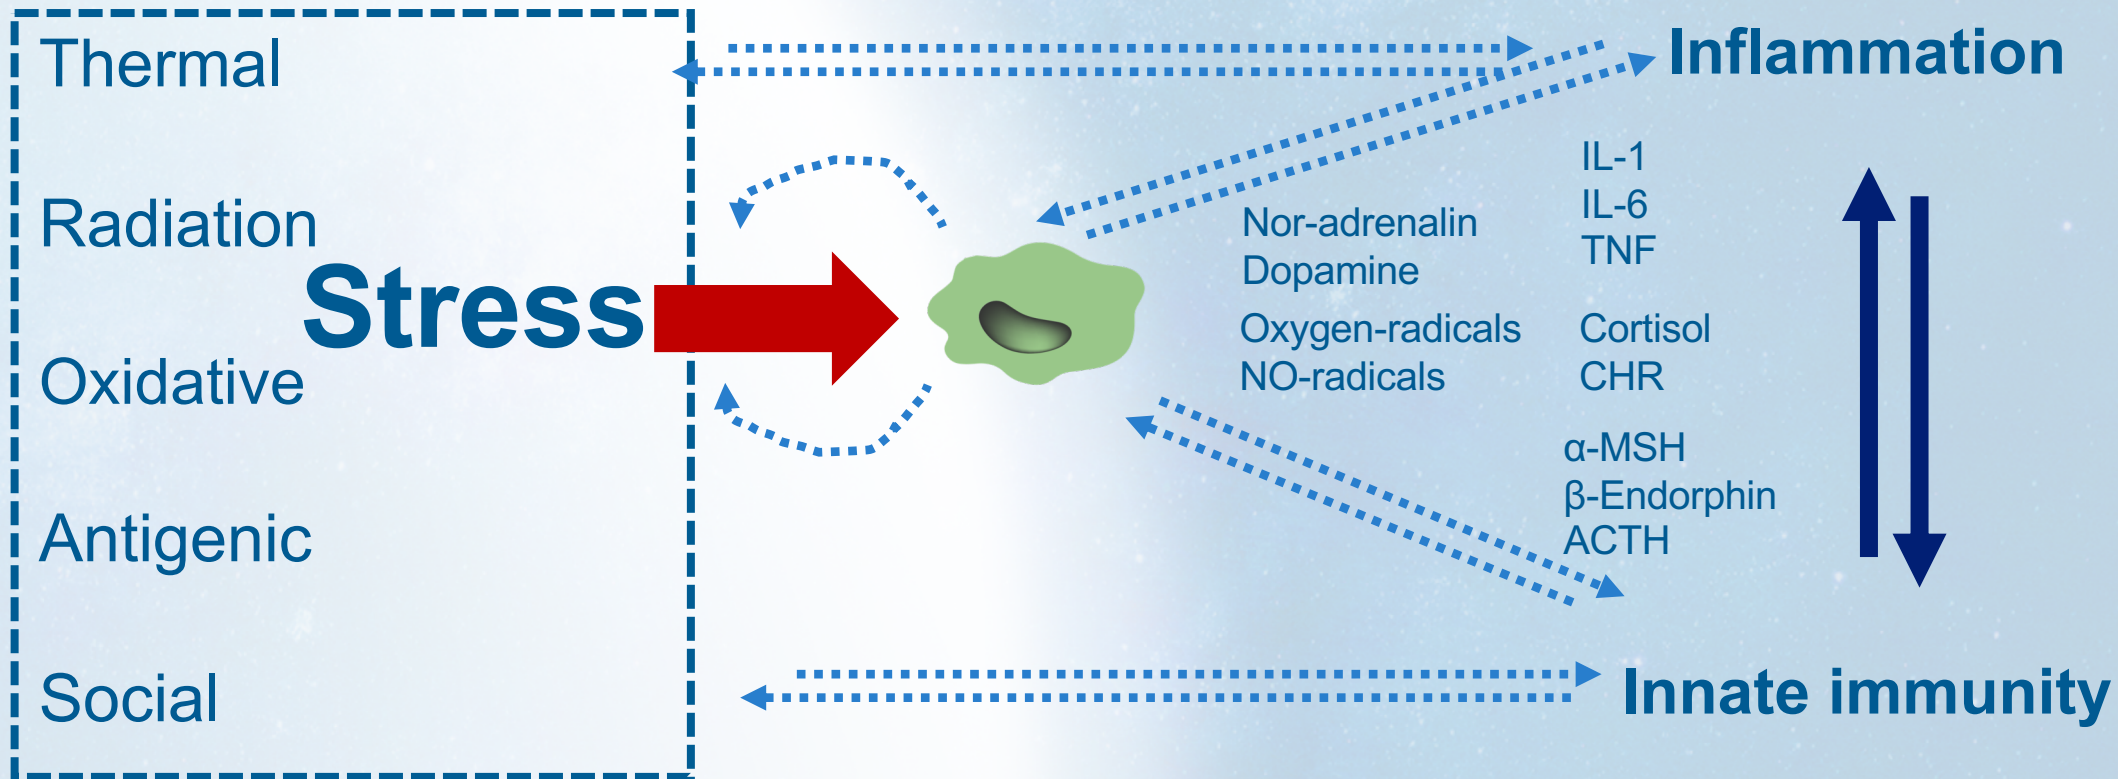 Thermal
Radiation
Stress
Oxidative
Antigenic
Social
Nor-adrenalin
Dopamine
Oxygen-radicals
NO-radicals
Inflammation
IL-1
IL-6
TNF
Cortisol
CHR
α-MSH
β-Endorphin
ACTH
Innate immunity